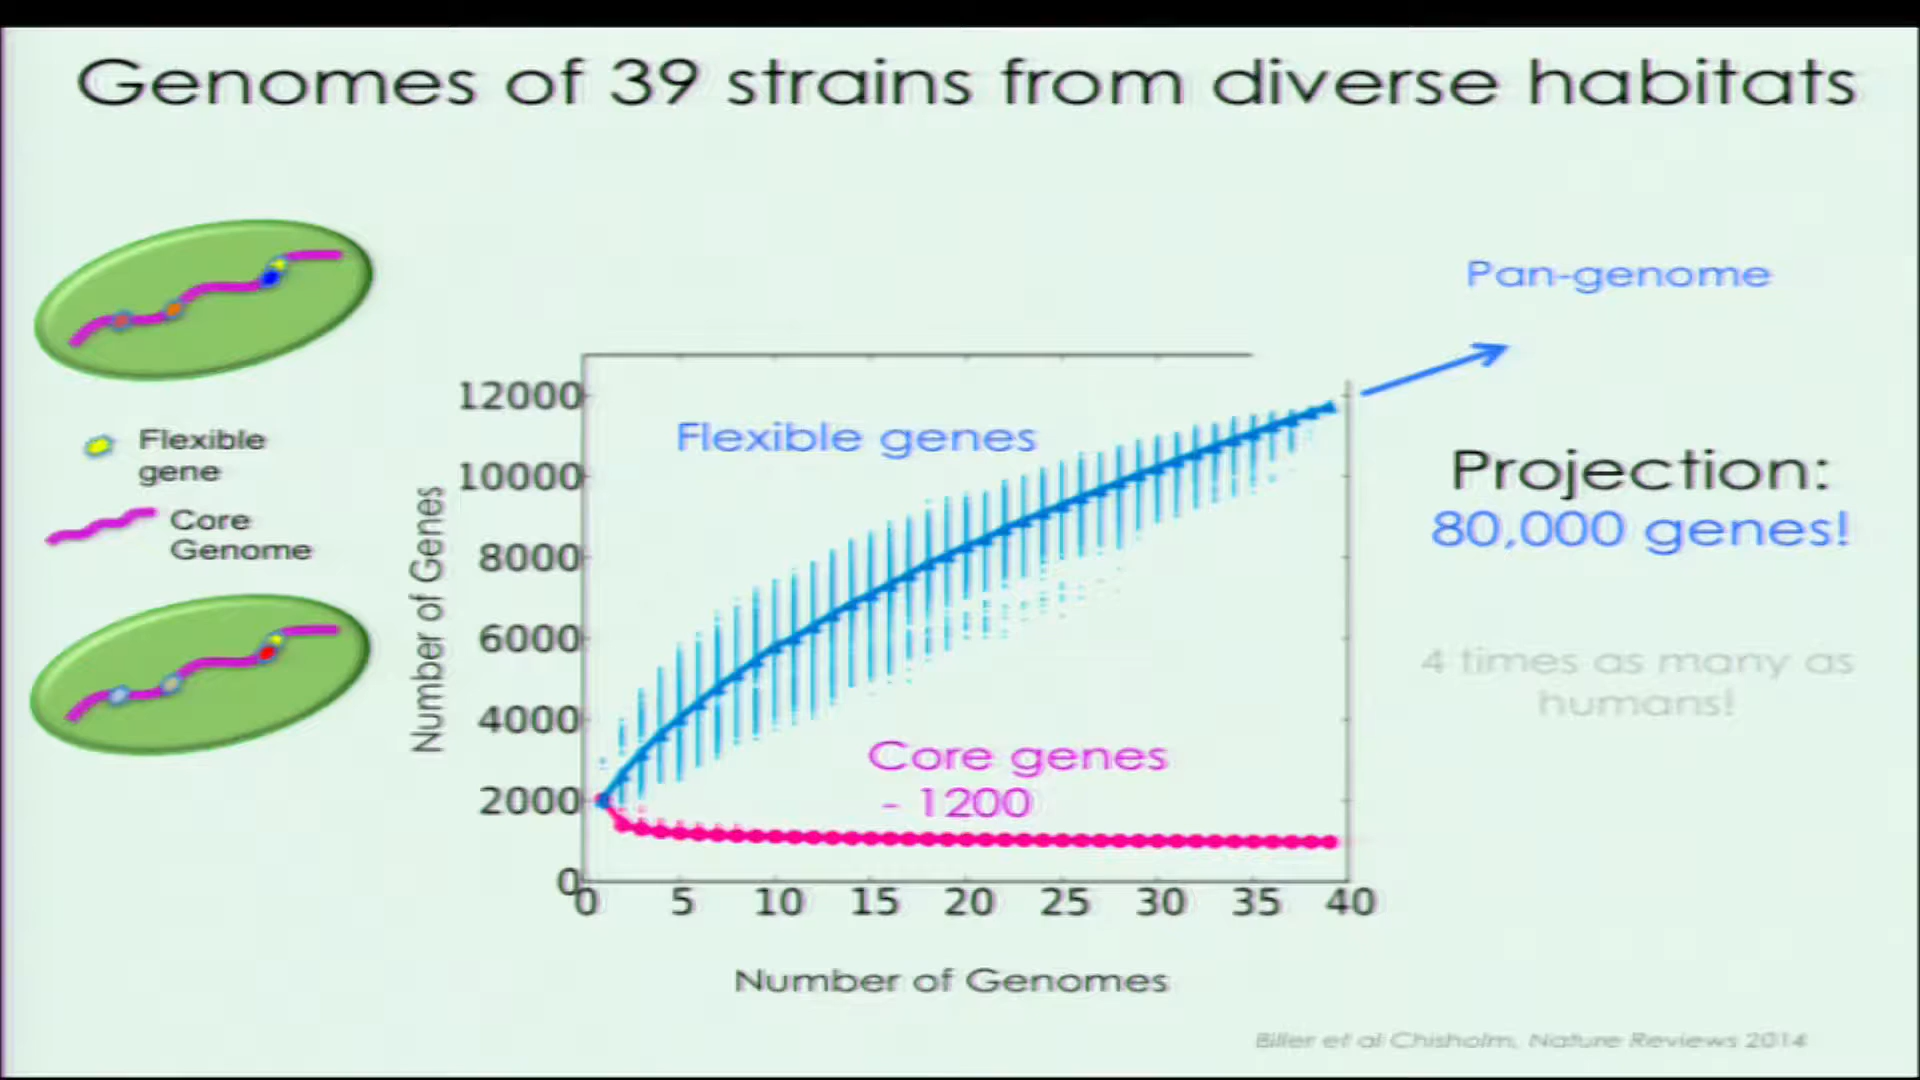 Genomes of 39 strains from diverse habitats
Flexible
gene
Core
Genome
Number of Genes
12000
10000
8000
6000
4000
2000
0
Flexible genes
Core genes
- 1200
0 5 10 15 20 25 30 35 40
Number of Genomes
Pan-genome
Projection:
80,000 genes!
4 times as many as
humans!
Biller et al Chisholm, Nature Reviews 2014